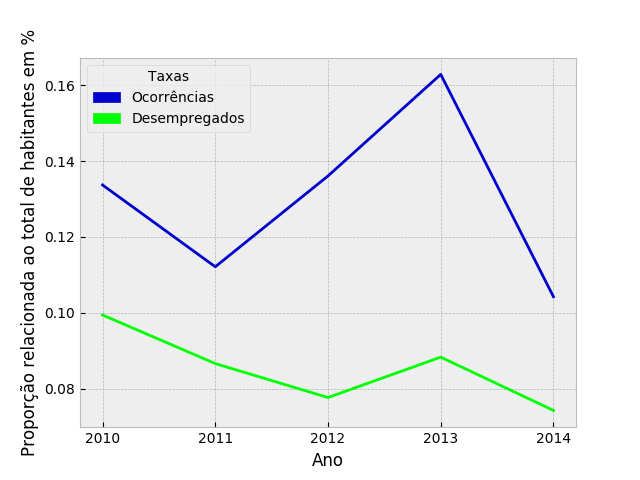 Proporção relacionada ao total de habitantes em %
Taxas
Ocorrências
Desempregados
0.16
0.14
0.12
0.10
0.08
2010 2011 2012 2013 2014
Ano